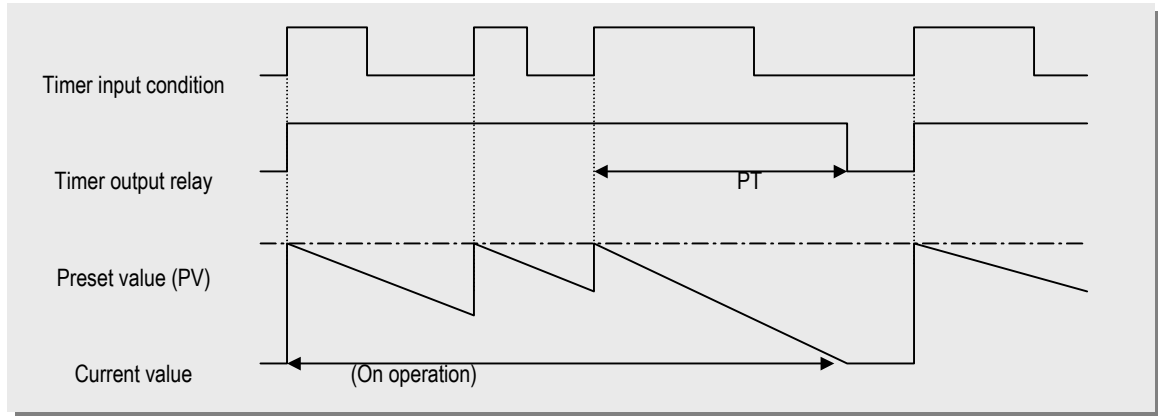 Timer input condition
Timer output relay
PT
Preset value (PV)
Current value
(On operation)